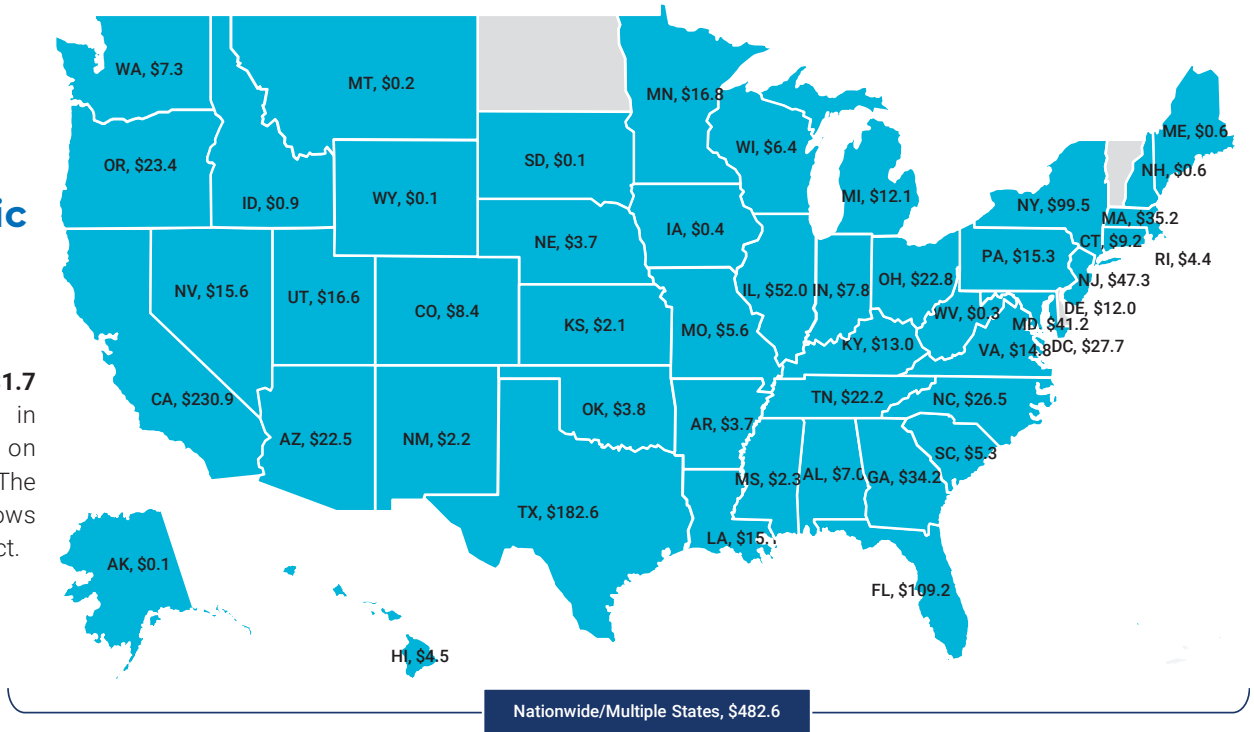 WA, $7.3
MT, $0.2
MN, $16.8
OR, $23.4
ID, $0.9
WY, $0.1
SD, $0.1
WI, $6.4
MI, $12.1
ME, $0.6
NH, $0.6
NY, $99.5
MA, $35.2
ic
NV, $15.6
UT, $16.6
CO, $8.4
NE, $3.7
IA, $0.4
IL, $52.0
IN, $7.8
OH, $22.8
PA, $15.3
CT, $9.2
RI, $4.4
NJ, $47.3
DE, $12.0
WV, $0.3
MD. $41.2
VA, $14.8
DC, $27.7
KS, $2.1
MO, $5.6
KY, $13.0
1.7
in
on
The
ows
ct.
CA, $230.9
AZ, $22.5
NM, $2.2
OK, $3.8
AR, $3.7
TN, $22.2
NC, $26.5
SC, $5.3
MS, $2.3
AL, $7.0
GA, $34.2
TX, $182.6
LA, $15.
FL, $109.2
AK, $0.1
HI, $4.5
Nationwide/Multiple States, $482.6